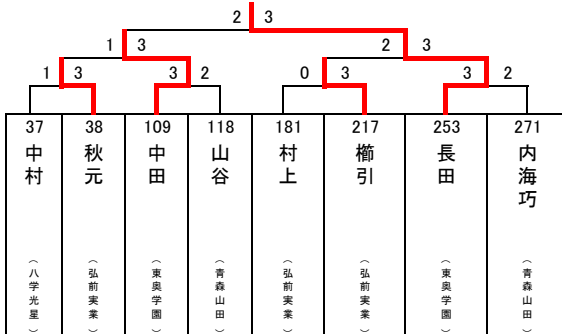 2 3
1 3 2 3
1 3 3 2 0 3 3 2
37 38 109 118 181 217 253 271
中村 秋元 中田 山谷 村上 櫛引 長田 内海巧
（八学光星） （弘前実業） （東奥学園） （青森山田） （弘前実業） （弘前実業） （東奥学園） （青森山田）